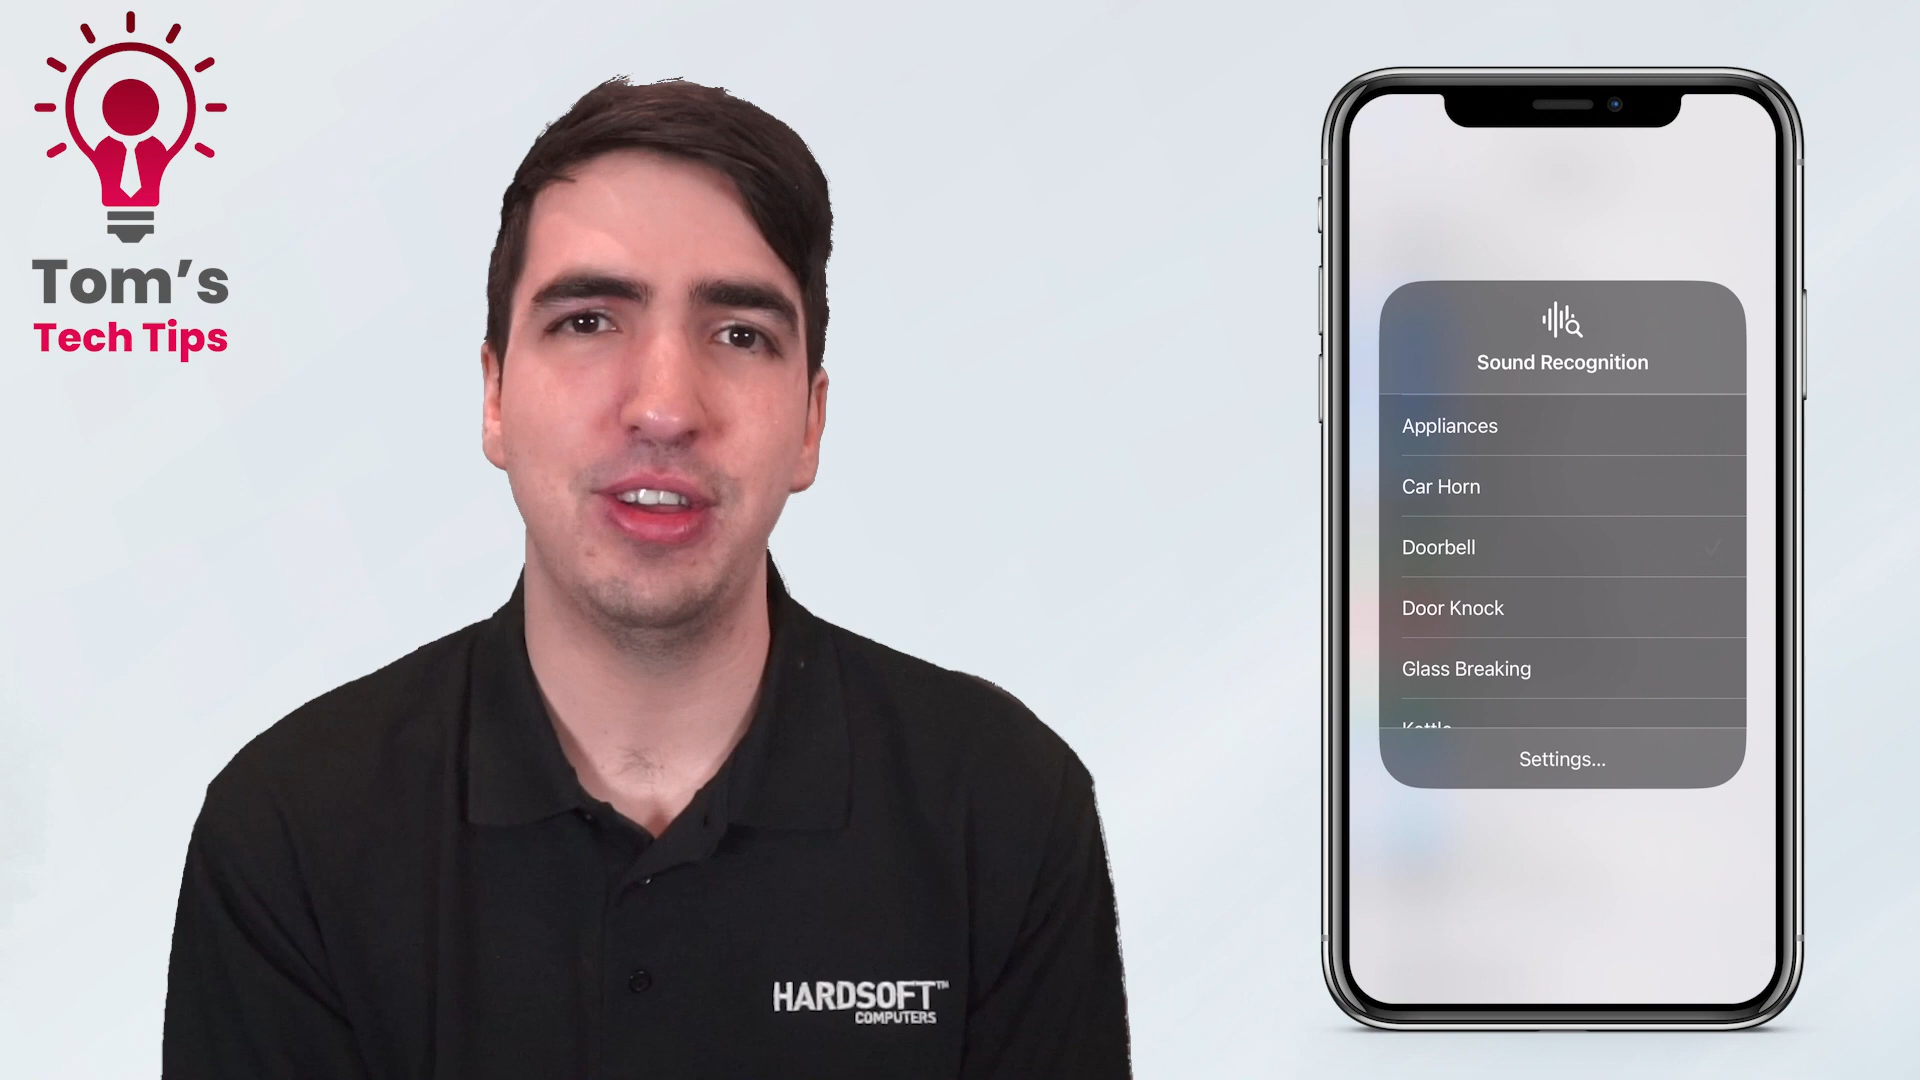 Tom's
Tech Tips
HARDSOFT™
COMPUTERS
Sound Recognition
Appliances
Car Horn
Doorbell
Door Knock
Glass Breaking
Settings...